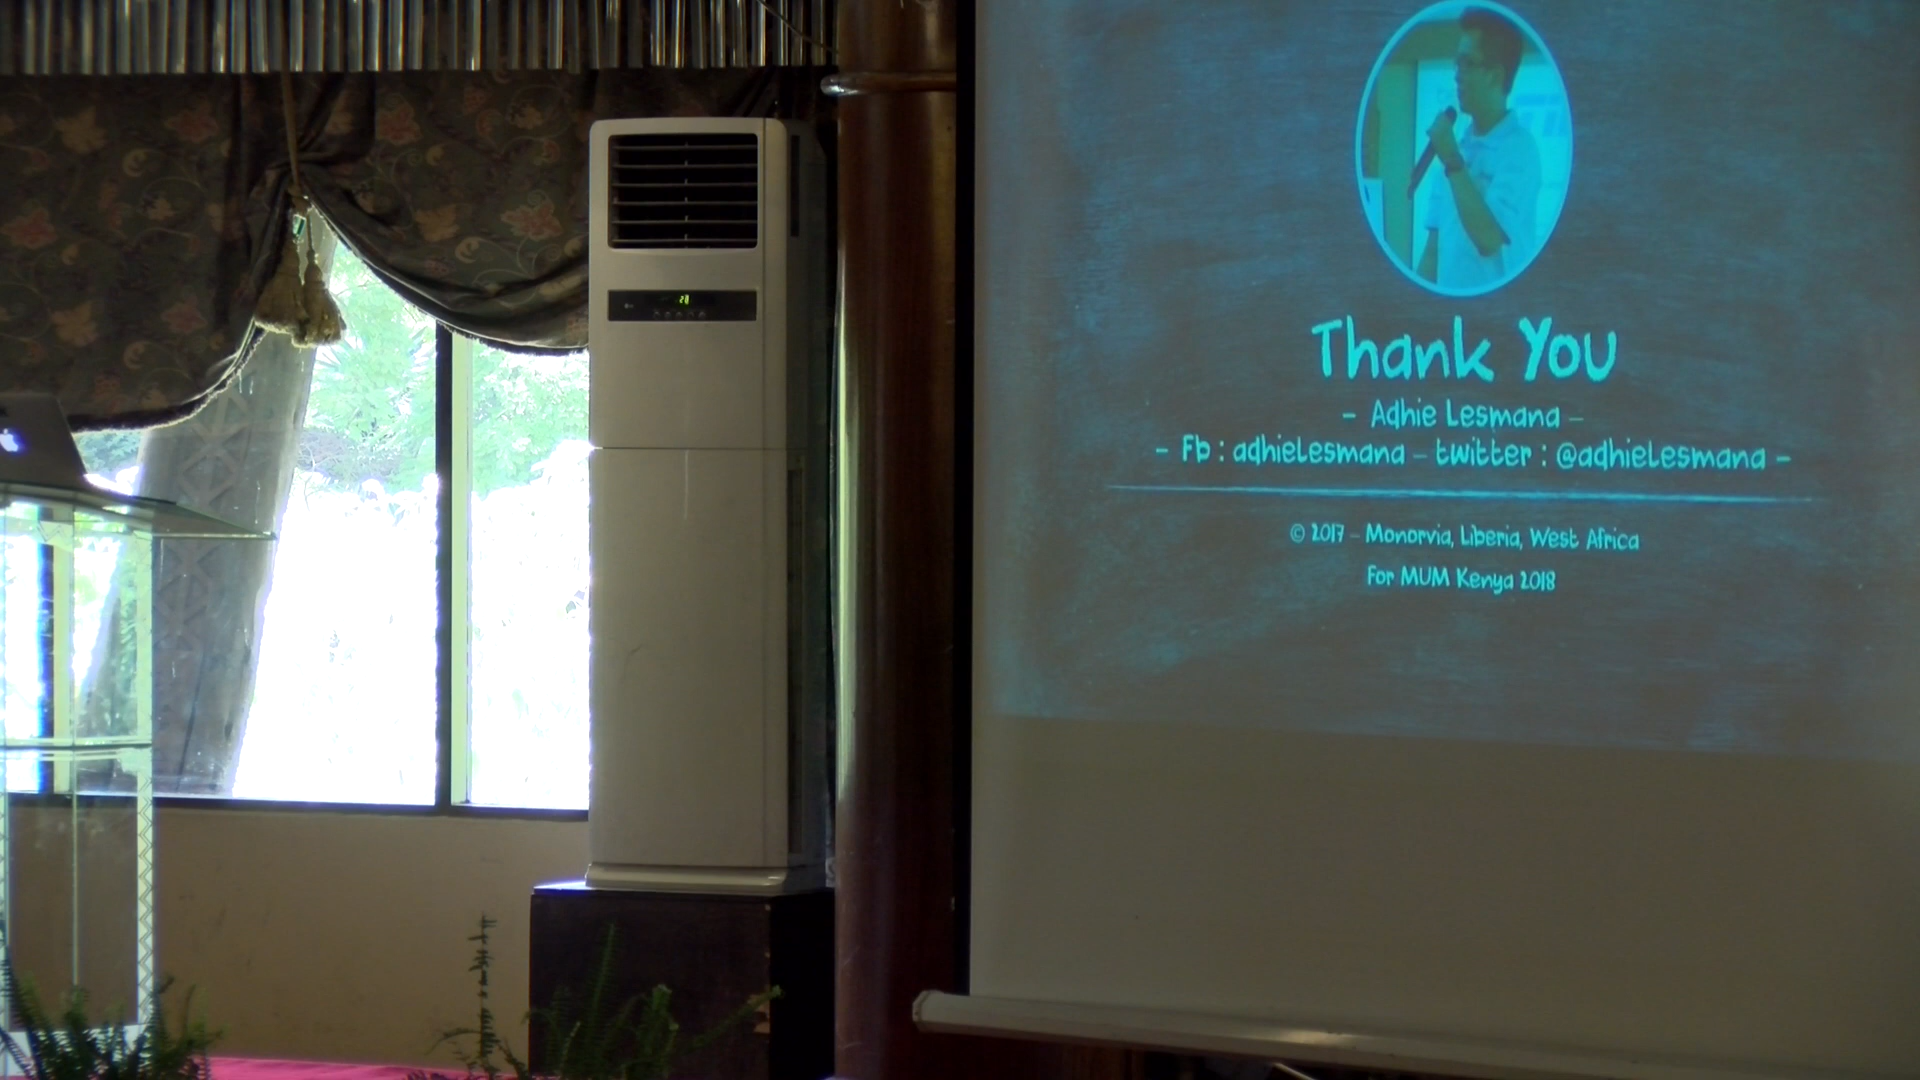 Thank You
- Adhie Lesmana -
- Fb : adhielesmana - twitter : @adhielesmana -
© 2017 - Monorvia, Liberia, West Africa
For MUM Kenya 2018